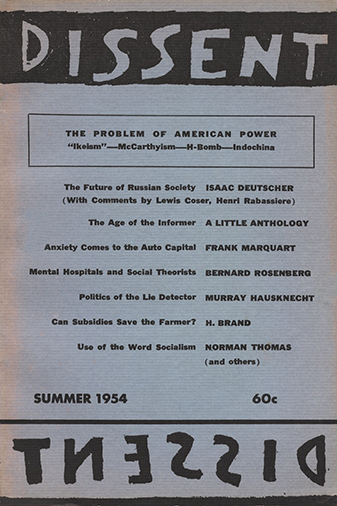 DISSENT
THE PROBLEM OF AMERICAN POWER
"Ikeism"—McCarthyism—H-Bomb—Indochina
The Future of Russian Society ISAAC DEUTSCHER
(With Comments by Lewis Coser, Henri Rabassiere)
The Age of the Informer A LITTLE ANTHOLOGY
Anxiety Comes to the Auto Capital FRANK MARQUART
Mental Hospitals and Social Theorists BERNARD ROSENBERG
Politics of the Lie Detector MURRAY HAUSKNECHT
Can Subsidies Save the Farmer? H. BRAND
Use of the Word Socialism NORMAN THOMAS
(and others)
SUMMER 1954 60c
DISSENT